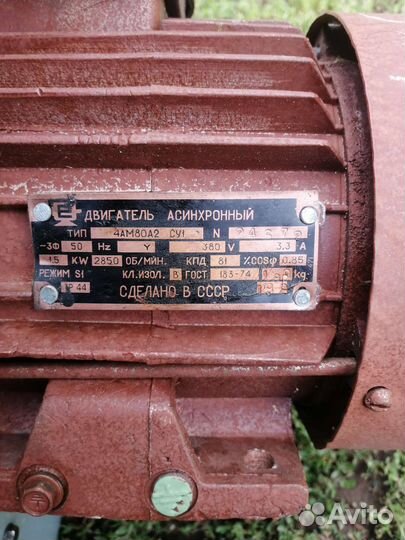 ДВИГАТЕЛЬ АСИНХРОННЫЙ
ТИП 4АМ80А2 СУ1 N
~3Ф 50 Hz Y 380 V 3.3 A
1.5 KW 2850 ОБ/МИН. КПД 81 % COSφ 0.85
РЕЖИМ S1 КЛ.ИЗОЛ. В ГОСТ 183-74 kg.
IP 44 СДЕЛАНО В СССР
Avito